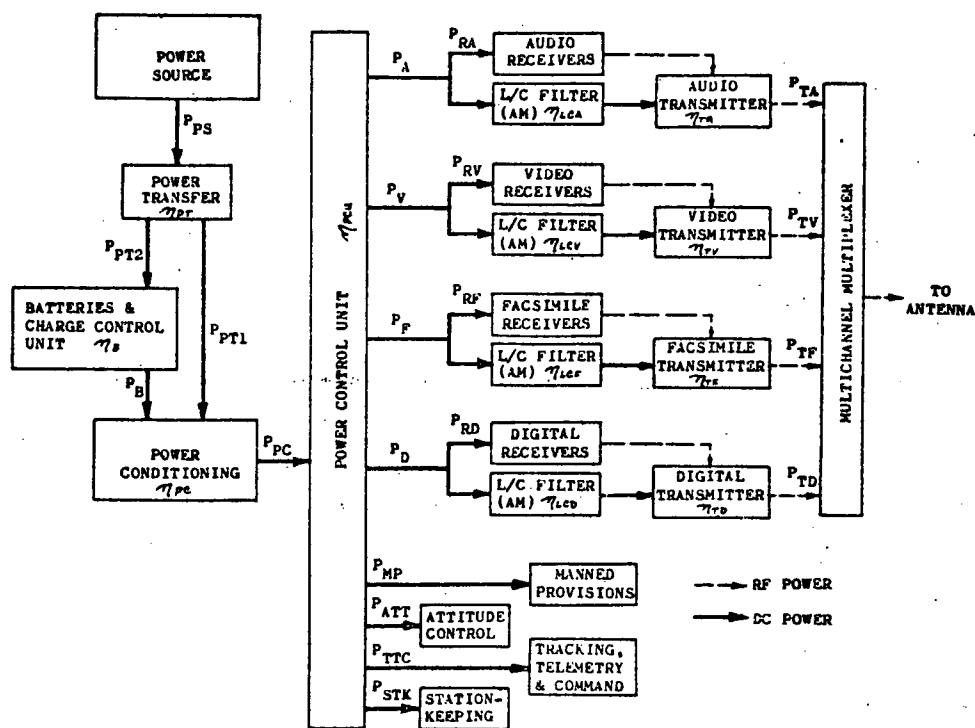 POWER
SOURCE
P_PS
POWER
TRANSFER
η_PT
P_PT2
P_PT1
BATTERIES &
CHARGE CONTROL
UNIT η_B
P_B
POWER
CONDITIONING
η_PC
P_PC
POWER CONTROL UNIT η_PCU
P_A
P_RA
AUDIO
RECEIVERS
L/C FILTER
(AM) η_LCA
AUDIO
TRANSMITTER
η_TA
P_TA
P_V
P_RV
VIDEO
RECEIVERS
L/C FILTER
(AM) η_LCV
VIDEO
TRANSMITTER
η_TV
P_TV
P_F
P_RF
FACSIMILE
RECEIVERS
L/C FILTER
(AM) η_LCF
FACSIMILE
TRANSMITTER
η_TF
P_TF
P_D
P_RD
DIGITAL
RECEIVERS
L/C FILTER
(AM) η_LCD
DIGITAL
TRANSMITTER
η_TD
P_TD
MULTICHANNEL MULTIPLEXER
TO
ANTENNA
P_MP
MANNED
PROVISIONS
P_ATT
ATTITUDE
CONTROL
P_TTC
TRACKING,
TELEMETRY
& COMMAND
P_STK
STATION-
KEEPING
RF POWER
DC POWER